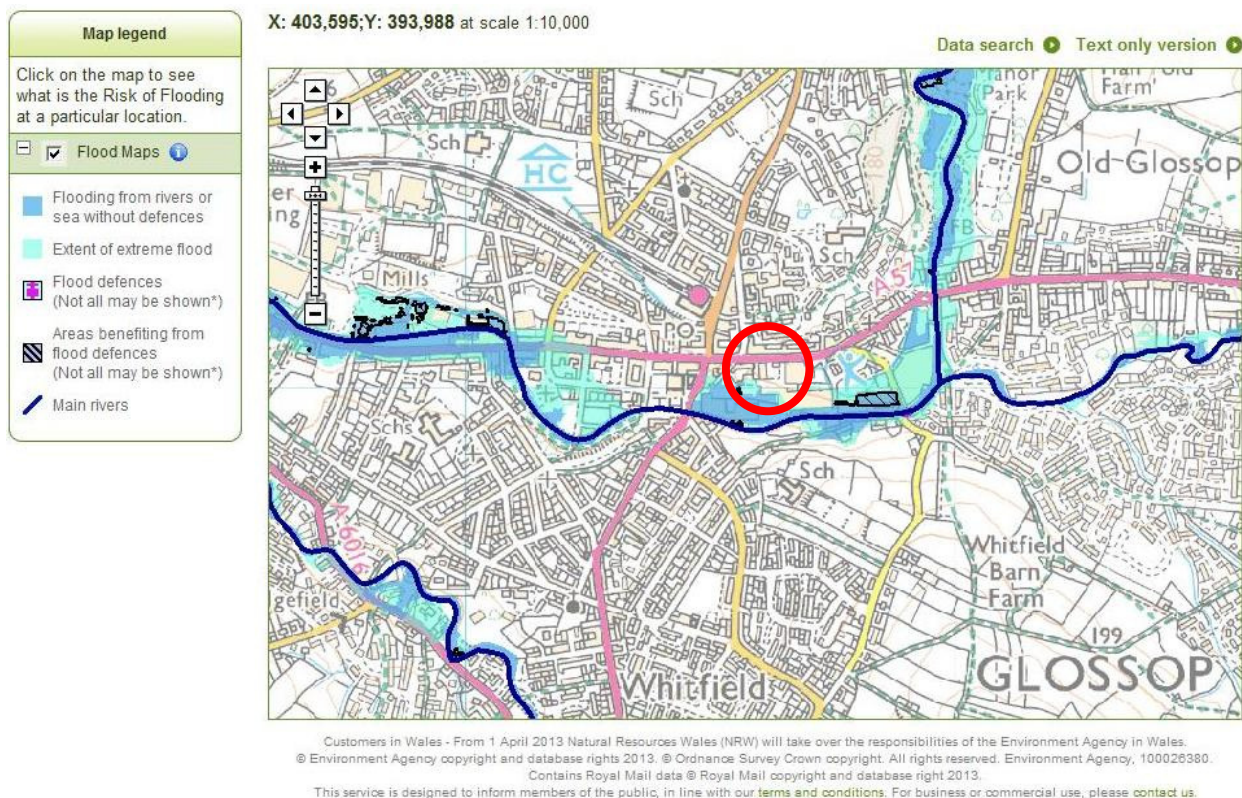 Map legend
Click on the map to see
what is the Risk of Flooding
at a particular location.
Flood Maps
Flooding from rivers or
sea without defences
Extent of extreme flood
Flood defences
(Not all may be shown*)
Areas benefiting from
flood defences
(Not all may be shown*)
Main rivers
X: 403,595;Y: 393,988 at scale 1:10,000
Data search Text only version
Sch
Park
Farm
Sch
HC
Old Glossop
180
FB
Sch
Mills
A57
PO
Schs
Sch
A 6016
Whitfield
Barn
Farm
gefield
199
GLOSSOP
Whitfield
Customers in Wales - From 1 April 2013 Natural Resources Wales (NRW) will take over the responsibilities of the Environment Agency in Wales.
© Environment Agency copyright and database rights 2013. © Ordnance Survey Crown copyright. All rights reserved. Environment Agency, 100026380.
Contains Royal Mail data © Royal Mail copyright and database right 2013.
This service is designed to inform members of the public, in line with our terms and conditions. For business or commercial use, please contact us.